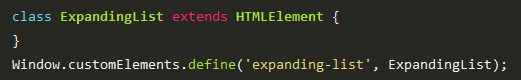 class ExpandingList extends HTMLElement {
}
Window.customElements.define('expanding-list', ExpandingList);